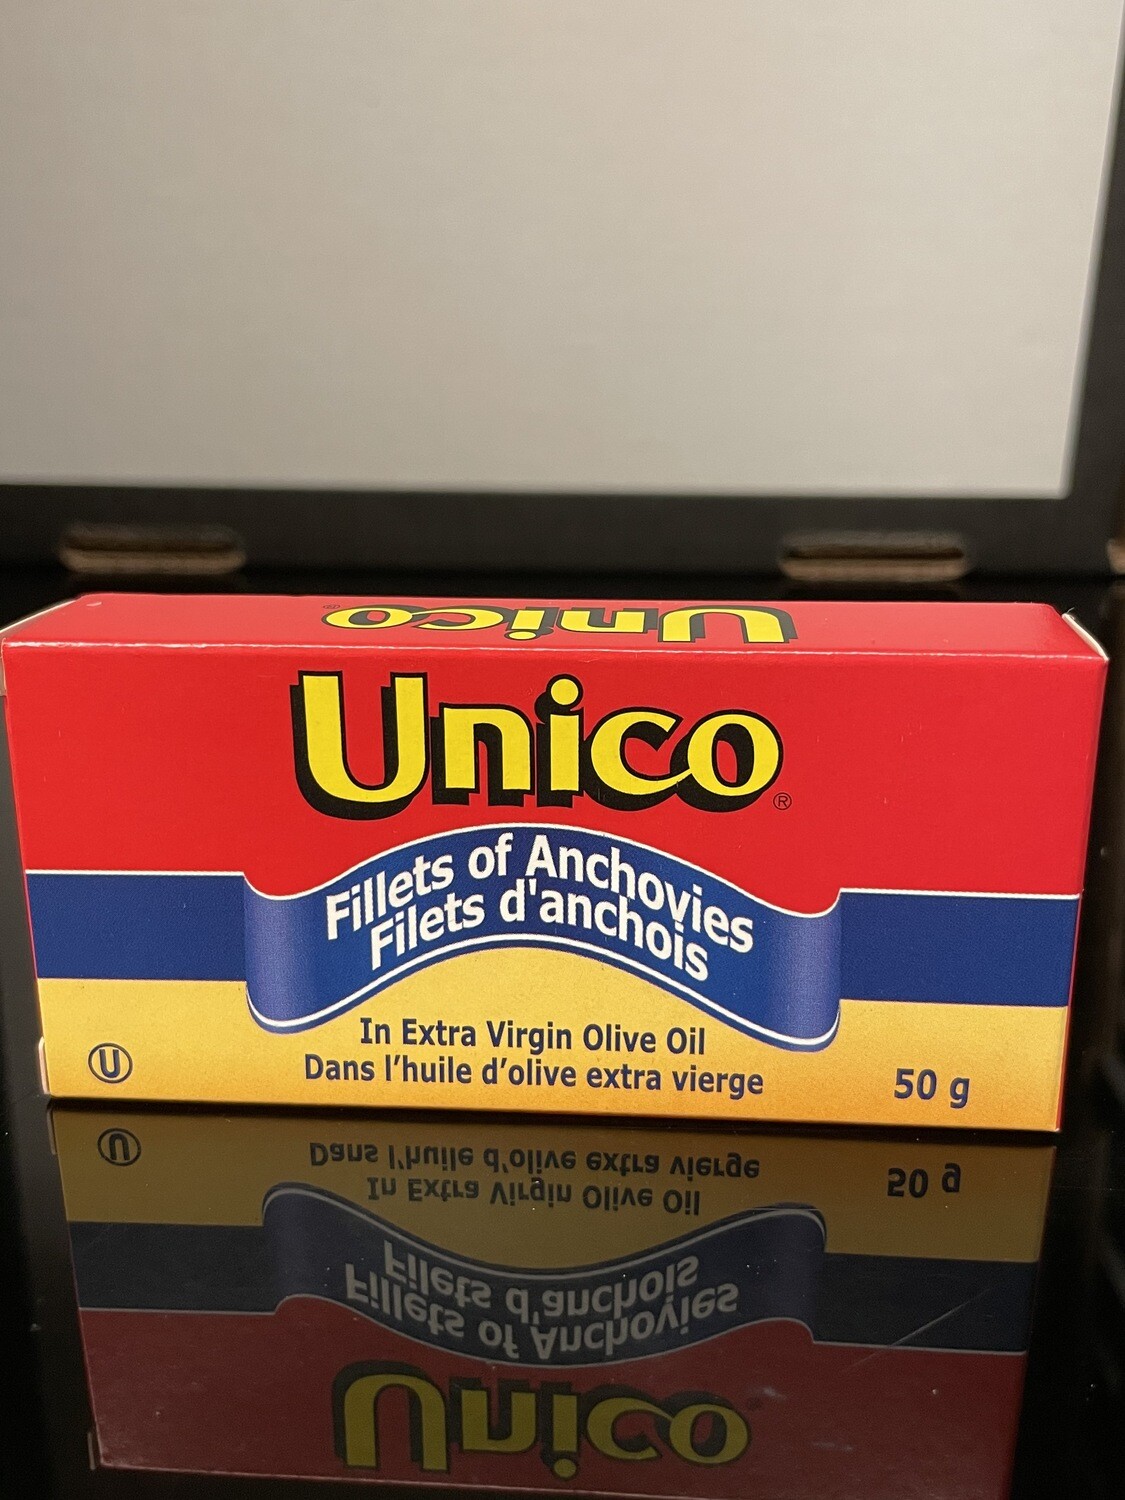 Unico®
Unico®
Fillets of Anchovies
Filets d'anchois
In Extra Virgin Olive Oil
Dans l'huile d'olive extra vierge
U
50 g